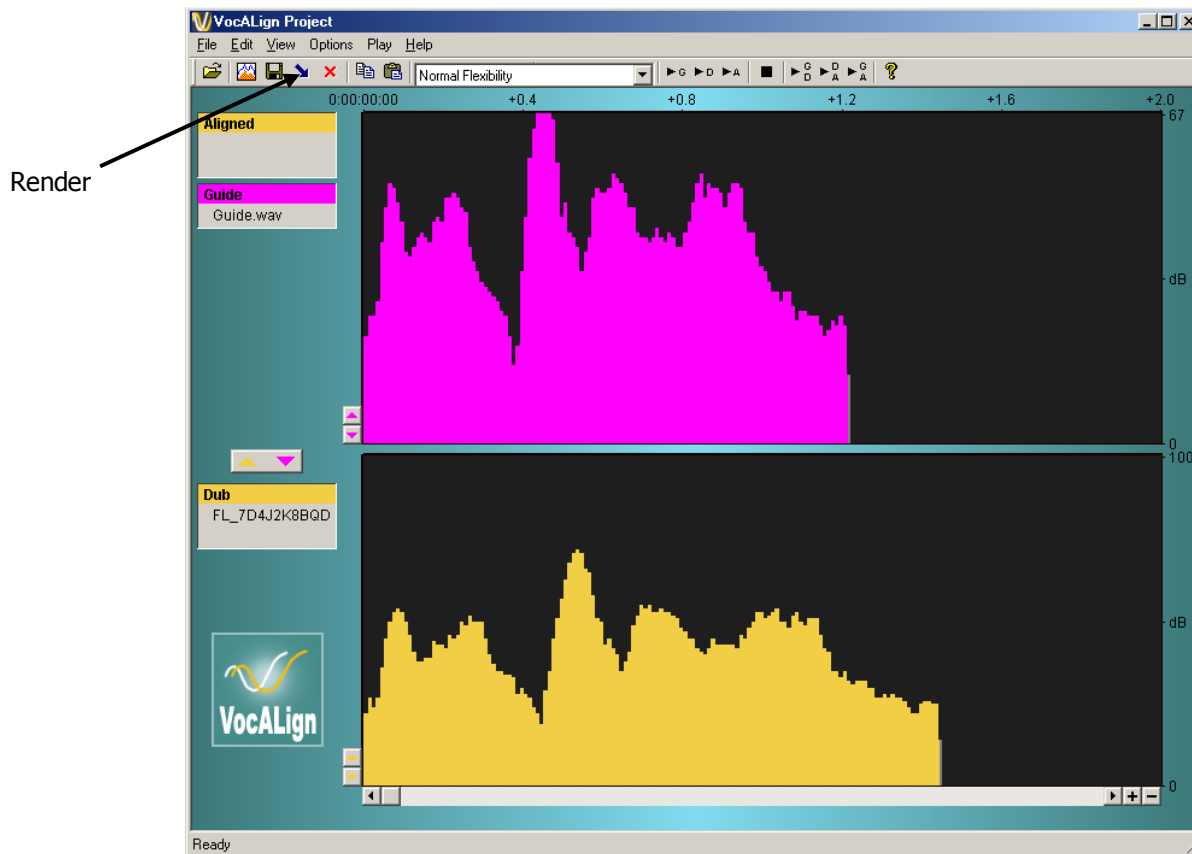 VocALign Project
File Edit View Options Play Help
Normal Flexibility
G D A G D D A G A
0:00:00:00 +0.4 +0.8 +1.2 +1.6 +2.0
Aligned
67
Render
Guide
Guide.wav
dB
0
100
Dub
FL_7D4J2K8BQD
dB
VocALign
0
Ready